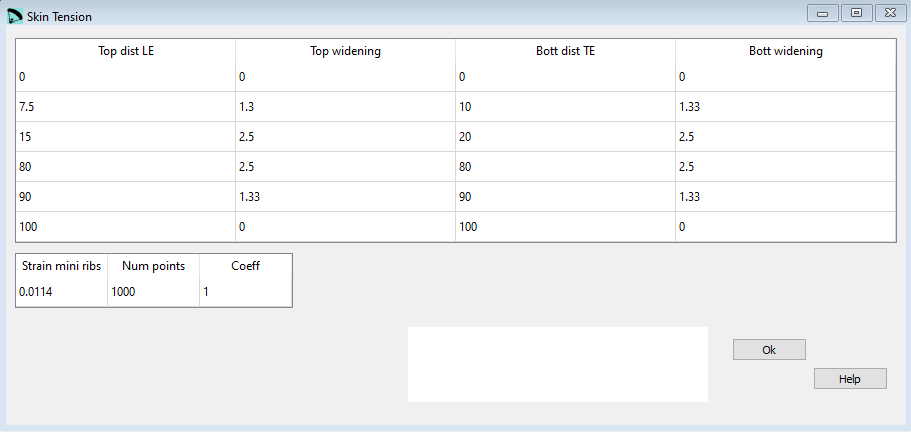 Skin Tension
Top dist LE Top widening Bott dist TE Bott widening
0 0 0 0
7.5 1.3 10 1.33
15 2.5 20 2.5
80 2.5 80 2.5
90 1.33 90 1.33
100 0 100 0
Strain mini ribs Num points Coeff
0.0114 1000 1
Ok
Help